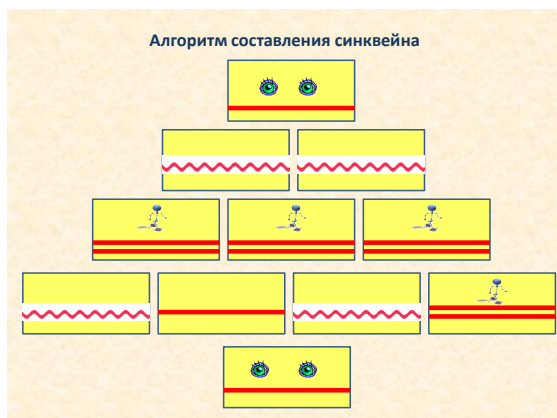 Алгоритм составления синквейна